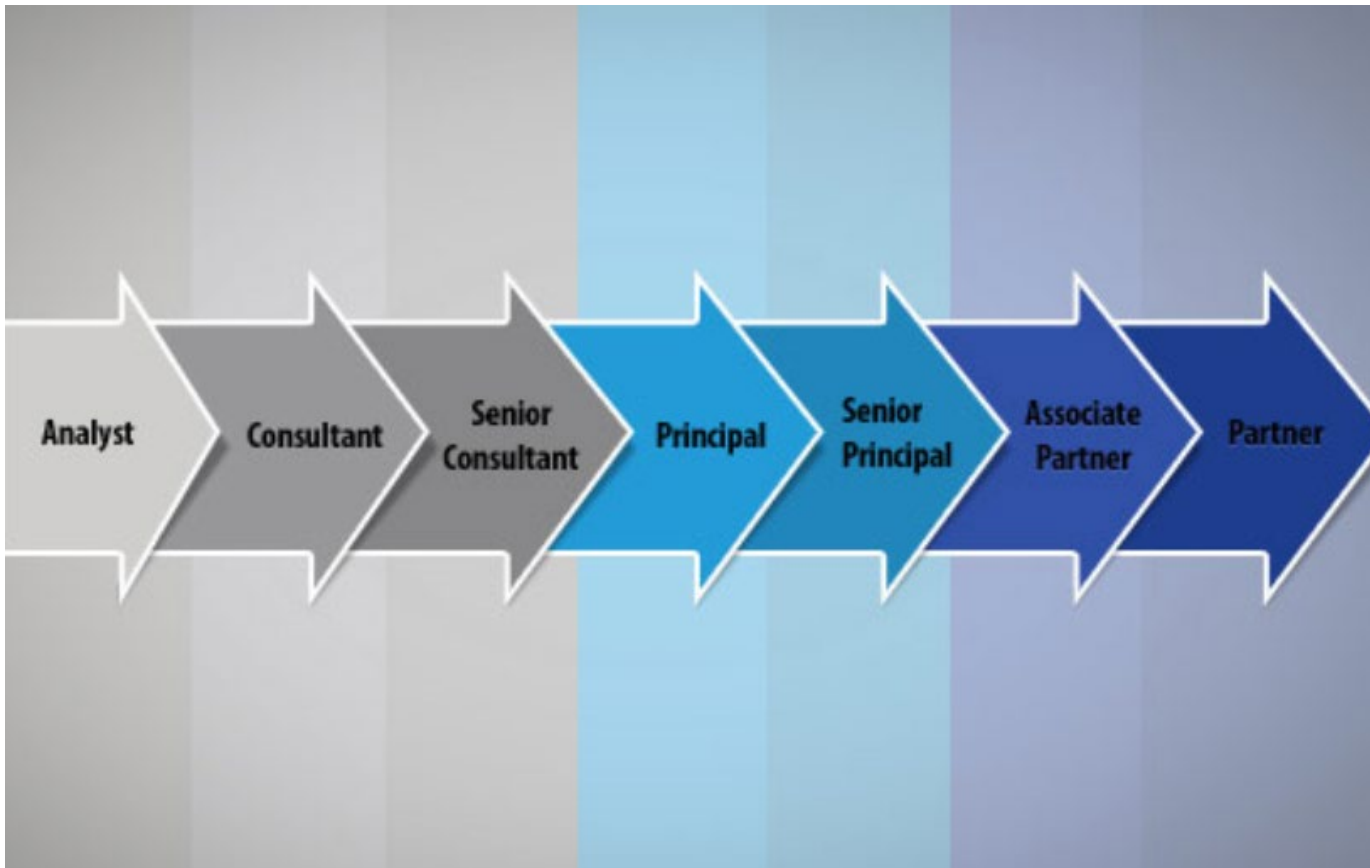 Analyst
Consultant
Senior
Consultant
Principal
Senior
Principal
Associate
Partner
Partner